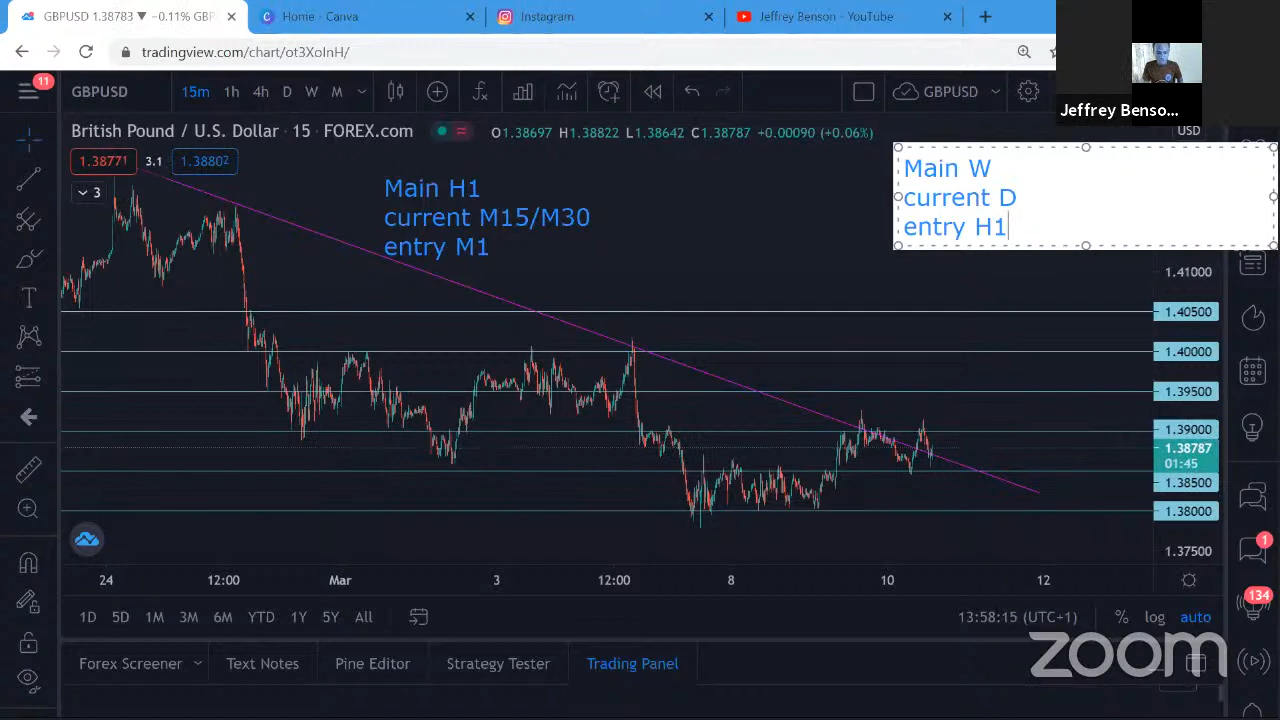 GBPUSD 1.38783 ▼ −0.11% GBP
Home - Canva
Instagram
Jeffrey Benson - YouTube
tradingview.com/chart/ot3XoInH/
Jeffrey Benso...
11
GBPUSD
15m 1h 4h D W M
GBPUSD
British Pound / U.S. Dollar · 15 · FOREX.com
O1.38697 H1.38822 L1.38642 C1.38787 +0.00090 (+0.06%)
USD
1.38771 3.1 1.38802
3
Main H1
current M15/M30
entry M1
Main W
current D
entry H1
1.41000
1.40500
1.40000
1.39500
1.39000
1.38787
01:45
1.38500
1.38000
1.37500
24 12:00 Mar 3 12:00 8 10 12
1D 5D 1M 3M 6M YTD 1Y 5Y All
13:58:15 (UTC+1) % log auto
1
134
Forex Screener Text Notes Pine Editor Strategy Tester Trading Panel
zoom